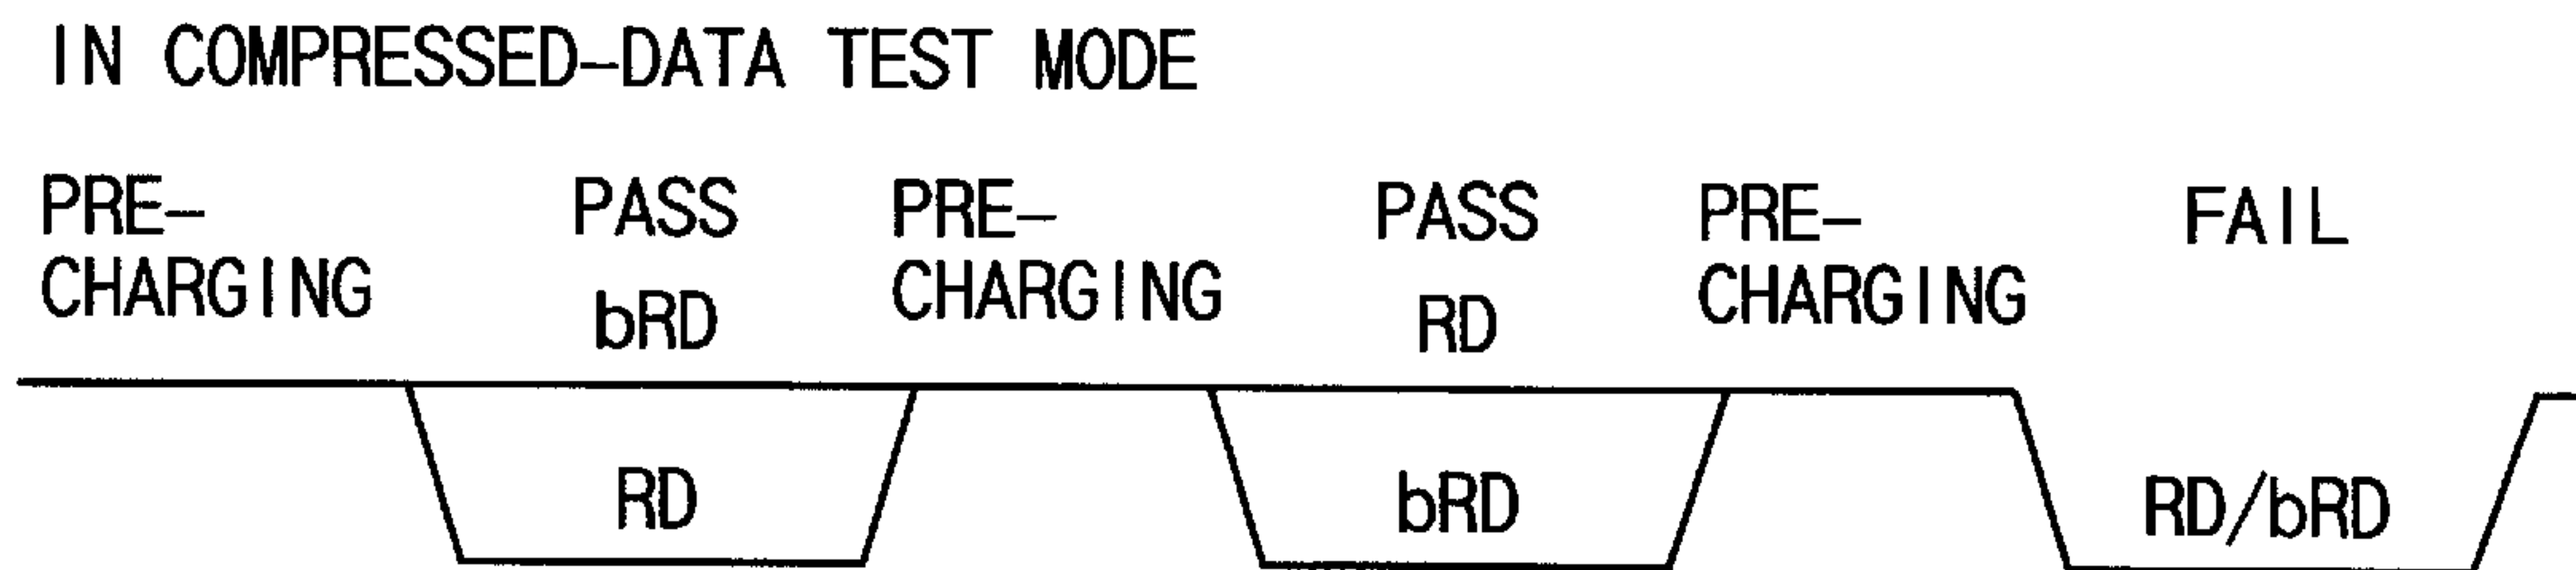 IN COMPRESSED-DATA TEST MODE
PRE-
CHARGING
PASS
bRD
RD
PRE-
CHARGING
PASS
RD
bRD
PRE-
CHARGING
FAIL
RD/bRD